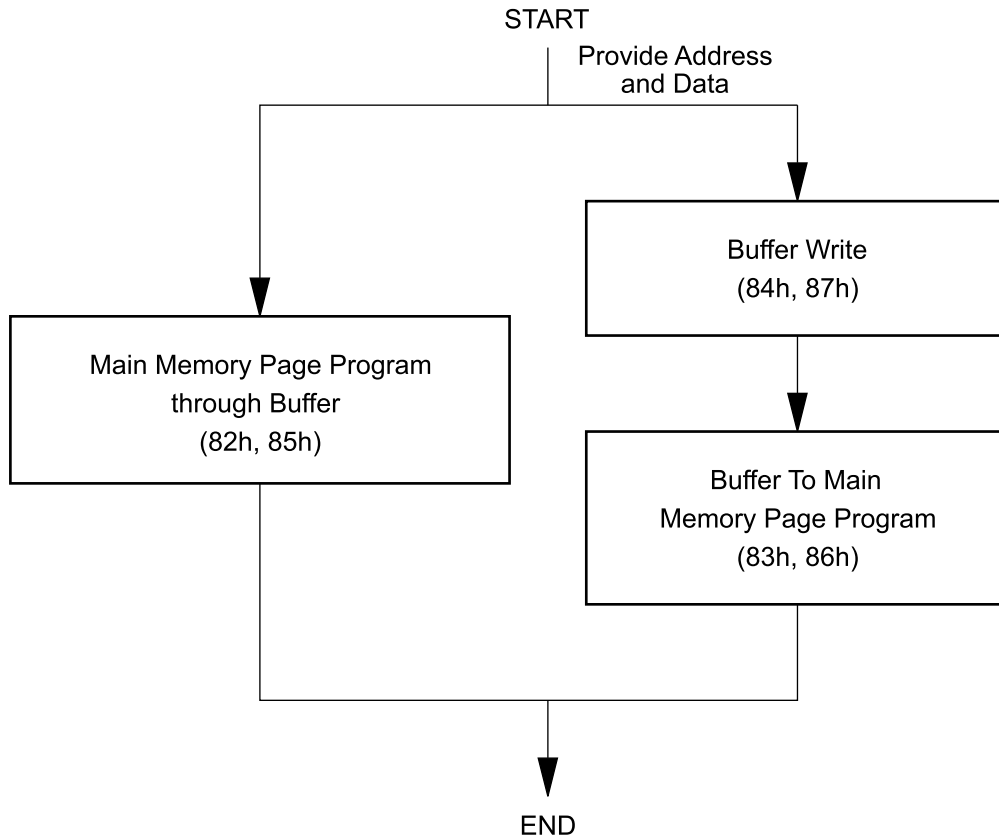 START
Provide Address
and Data
Buffer Write
(84h, 87h)
Main Memory Page Program
through Buffer
(82h, 85h)
Buffer To Main
Memory Page Program
(83h, 86h)
END